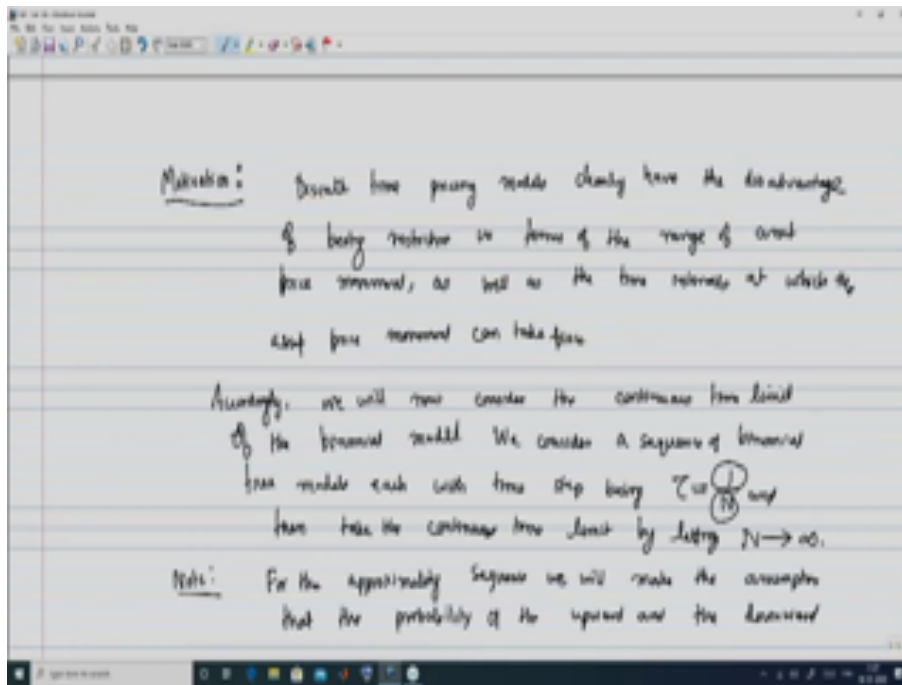 Motivation: Discrete time pricing models clearly have the disadvantage
of being restrictive in terms of the range of asset
price movement, as well as the time intervals at which the
asset price movement can take place
Accordingly, we will now consider the continuous time limit
of the binomial model We consider a sequence of binomial
tree models each with time step being τ = 1/N and
then take the continuous time limit by letting N → ∞.
Note: For the approximating sequence we will make the assumption
that the probability of the upward and the downward